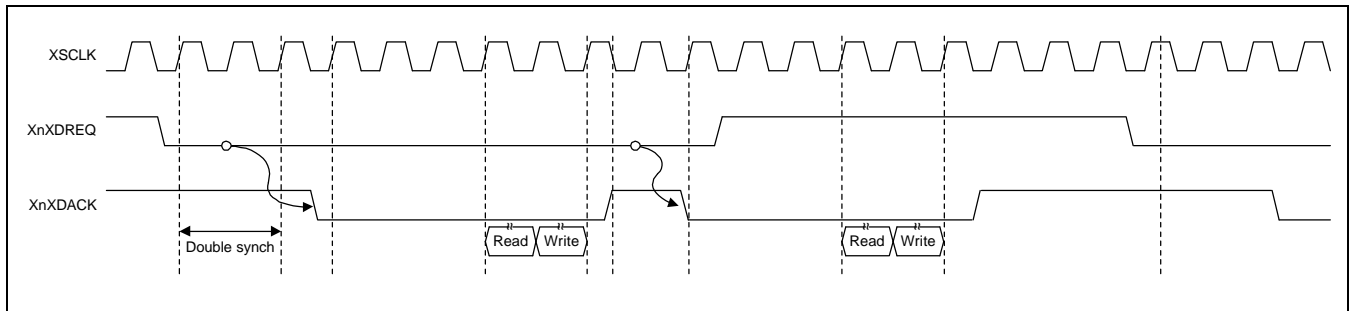 XSCLK
XnXDREQ
XnXDACK
Double synch
Read Write
Read Write